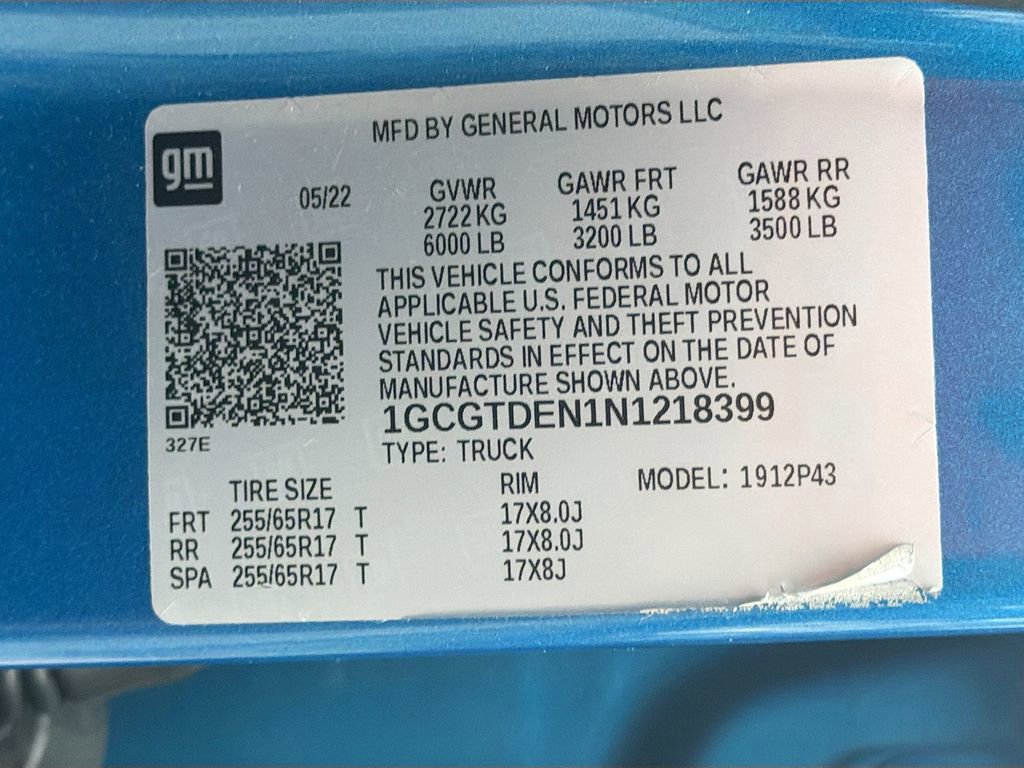 MFD BY GENERAL MOTORS LLC
gm
05/22 GVWR GAWR FRT GAWR RR
2722 KG 1451 KG 1588 KG
6000 LB 3200 LB 3500 LB
THIS VEHICLE CONFORMS TO ALL
APPLICABLE U.S. FEDERAL MOTOR
VEHICLE SAFETY AND THEFT PREVENTION
STANDARDS IN EFFECT ON THE DATE OF
MANUFACTURE SHOWN ABOVE.
1GCGTDEN1N1218399
327E
TYPE: TRUCK
TIRE SIZE RIM MODEL: 1912P43
FRT 255/65R17 T 17X8.0J
RR 255/65R17 T 17X8.0J
SPA 255/65R17 T 17X8J